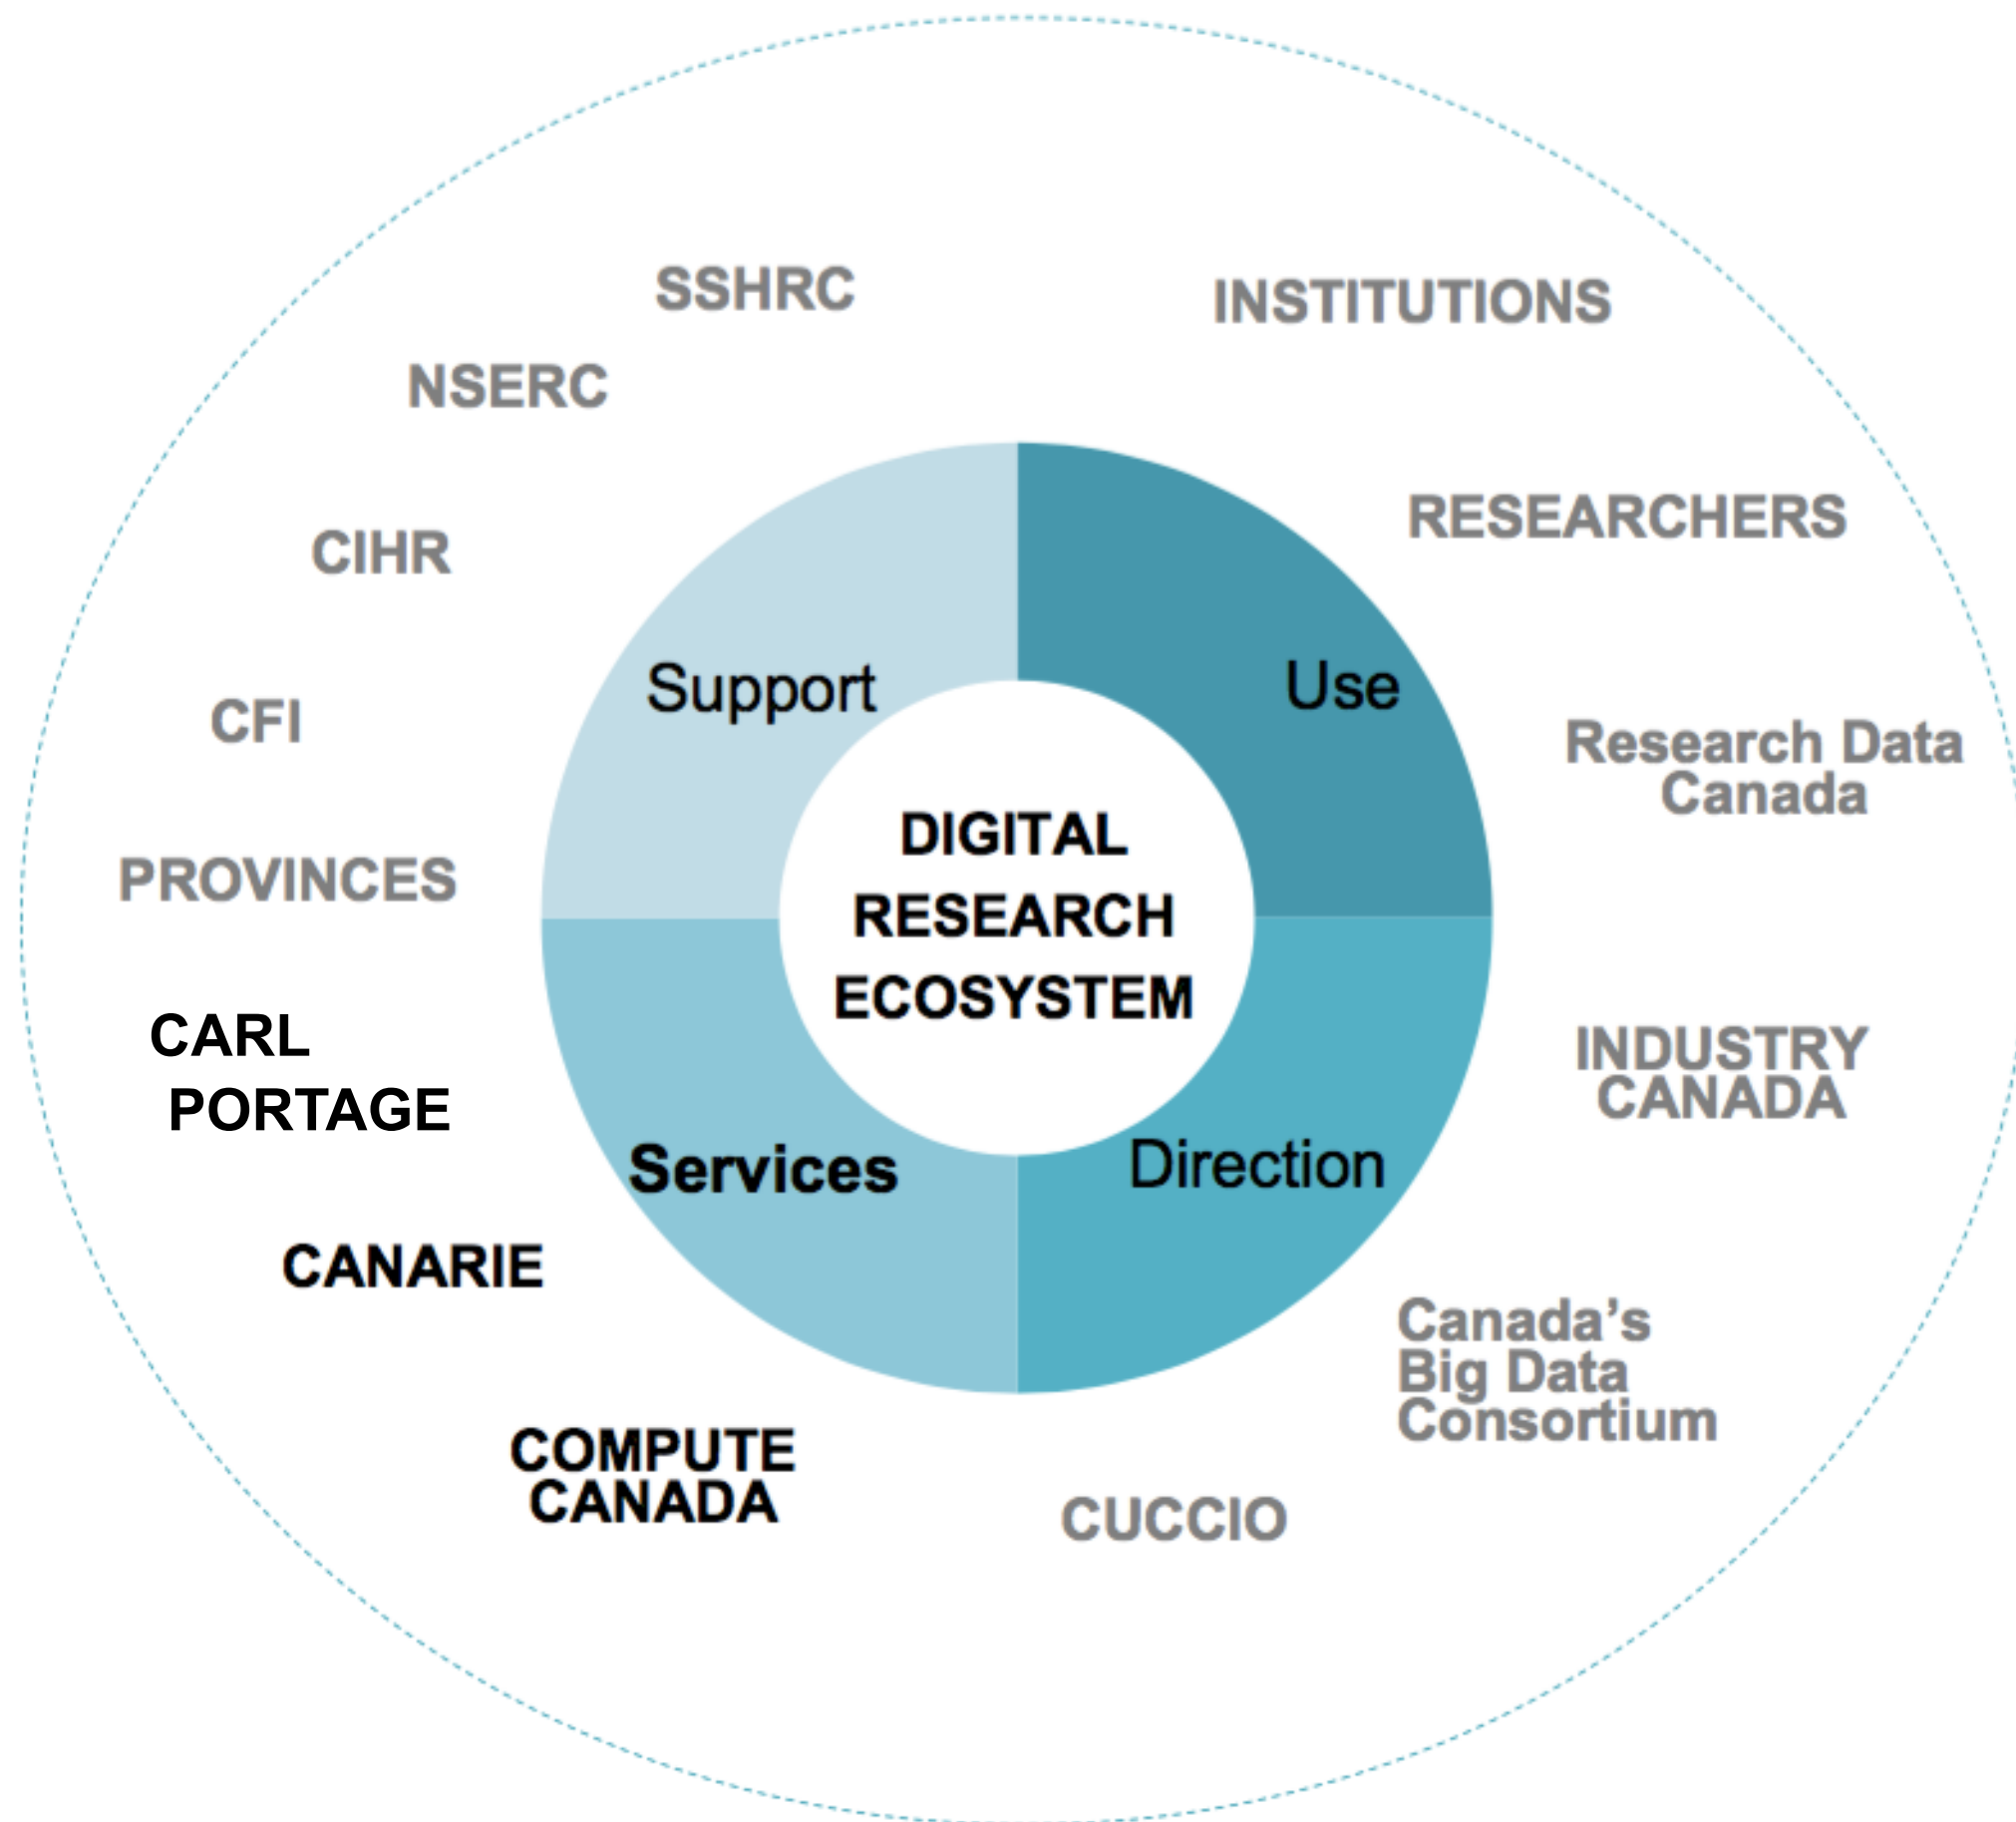 SSHRC
INSTITUTIONS
NSERC
RESEARCHERS
CIHR
Support
Use
CFI
Research Data
Canada
DIGITAL
RESEARCH
ECOSYSTEM
PROVINCES
CARL
PORTAGE
INDUSTRY
CANADA
Services
Direction
CANARIE
Canada’s
Big Data
Consortium
COMPUTE
CANADA
CUCCIO